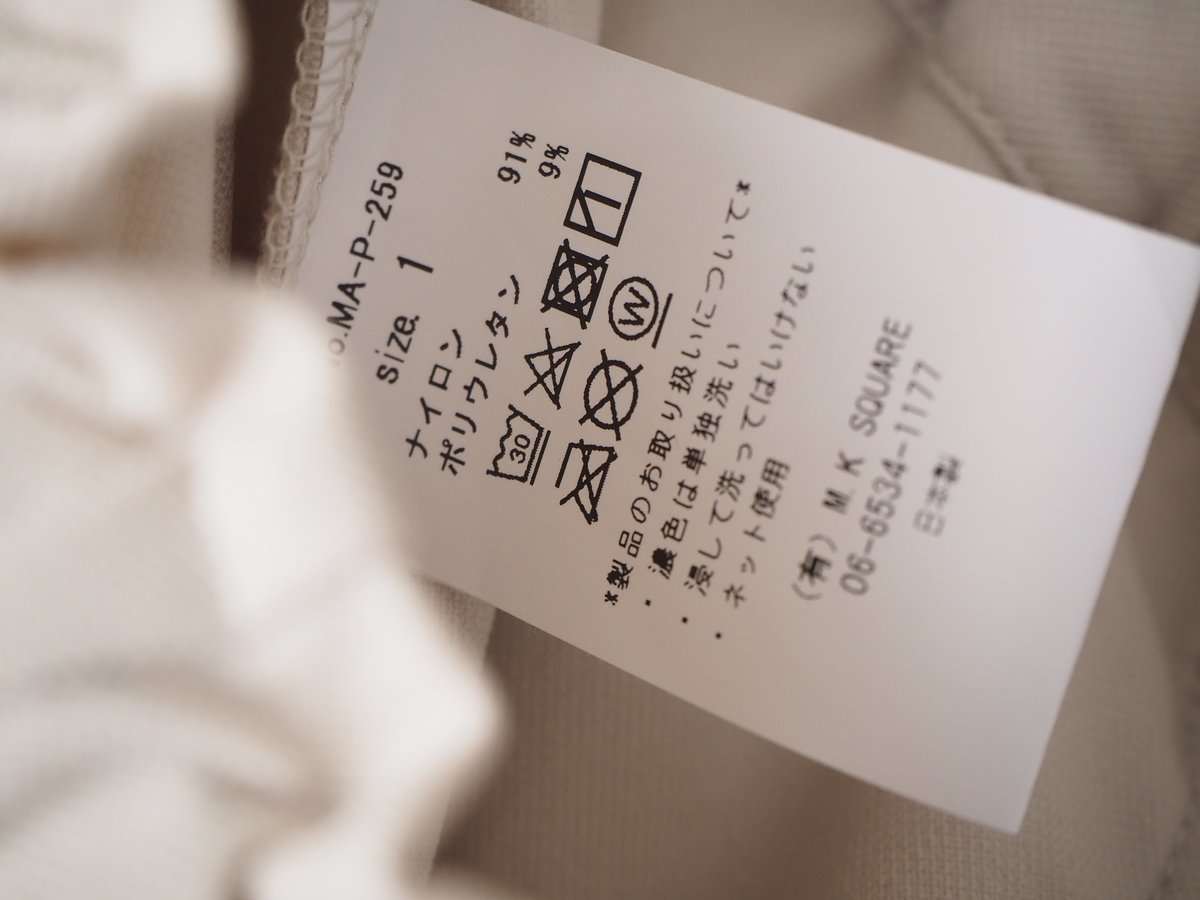 No.MA-P-259
size. 1
ナイロン 91%
ポリウレタン 9%
30
W
*製品のお取り扱いについて*
・濃色は単独洗い
・浸して洗ってはいけない
・ネット使用
(有) M K SQUARE
06-6534-1177
日本製